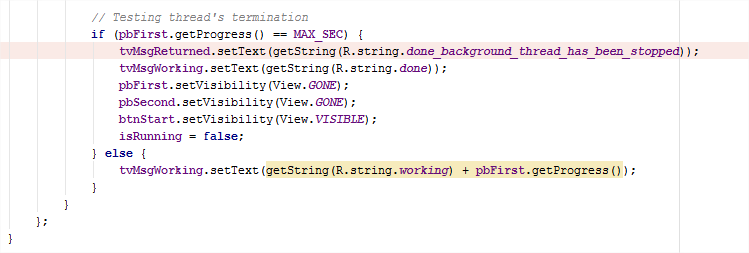 // Testing thread's termination
if (pbFirst.getProgress() == MAX_SEC) {
tvMsgReturned.setText(getString(R.string.done_background_thread_has_been_stopped));
tvMsgWorking.setText(getString(R.string.done));
pbFirst.setVisibility(View.GONE);
pbSecond.setVisibility(View.GONE);
btnStart.setVisibility(View.VISIBLE);
isRunning = false;
} else {
tvMsgWorking.setText(getString(R.string.working) + pbFirst.getProgress());
}
}
};
}